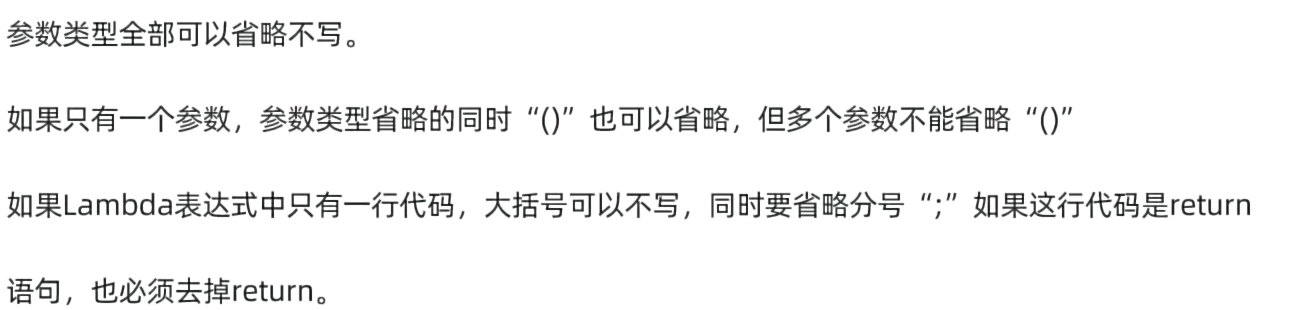 参数类型全部可以省略不写。
如果只有一个参数，参数类型省略的同时“()”也可以省略，但多个参数不能省略“()”
如果Lambda表达式中只有一行代码，大括号可以不写，同时要省略分号“;”如果这行代码是return
语句，也必须去掉return。